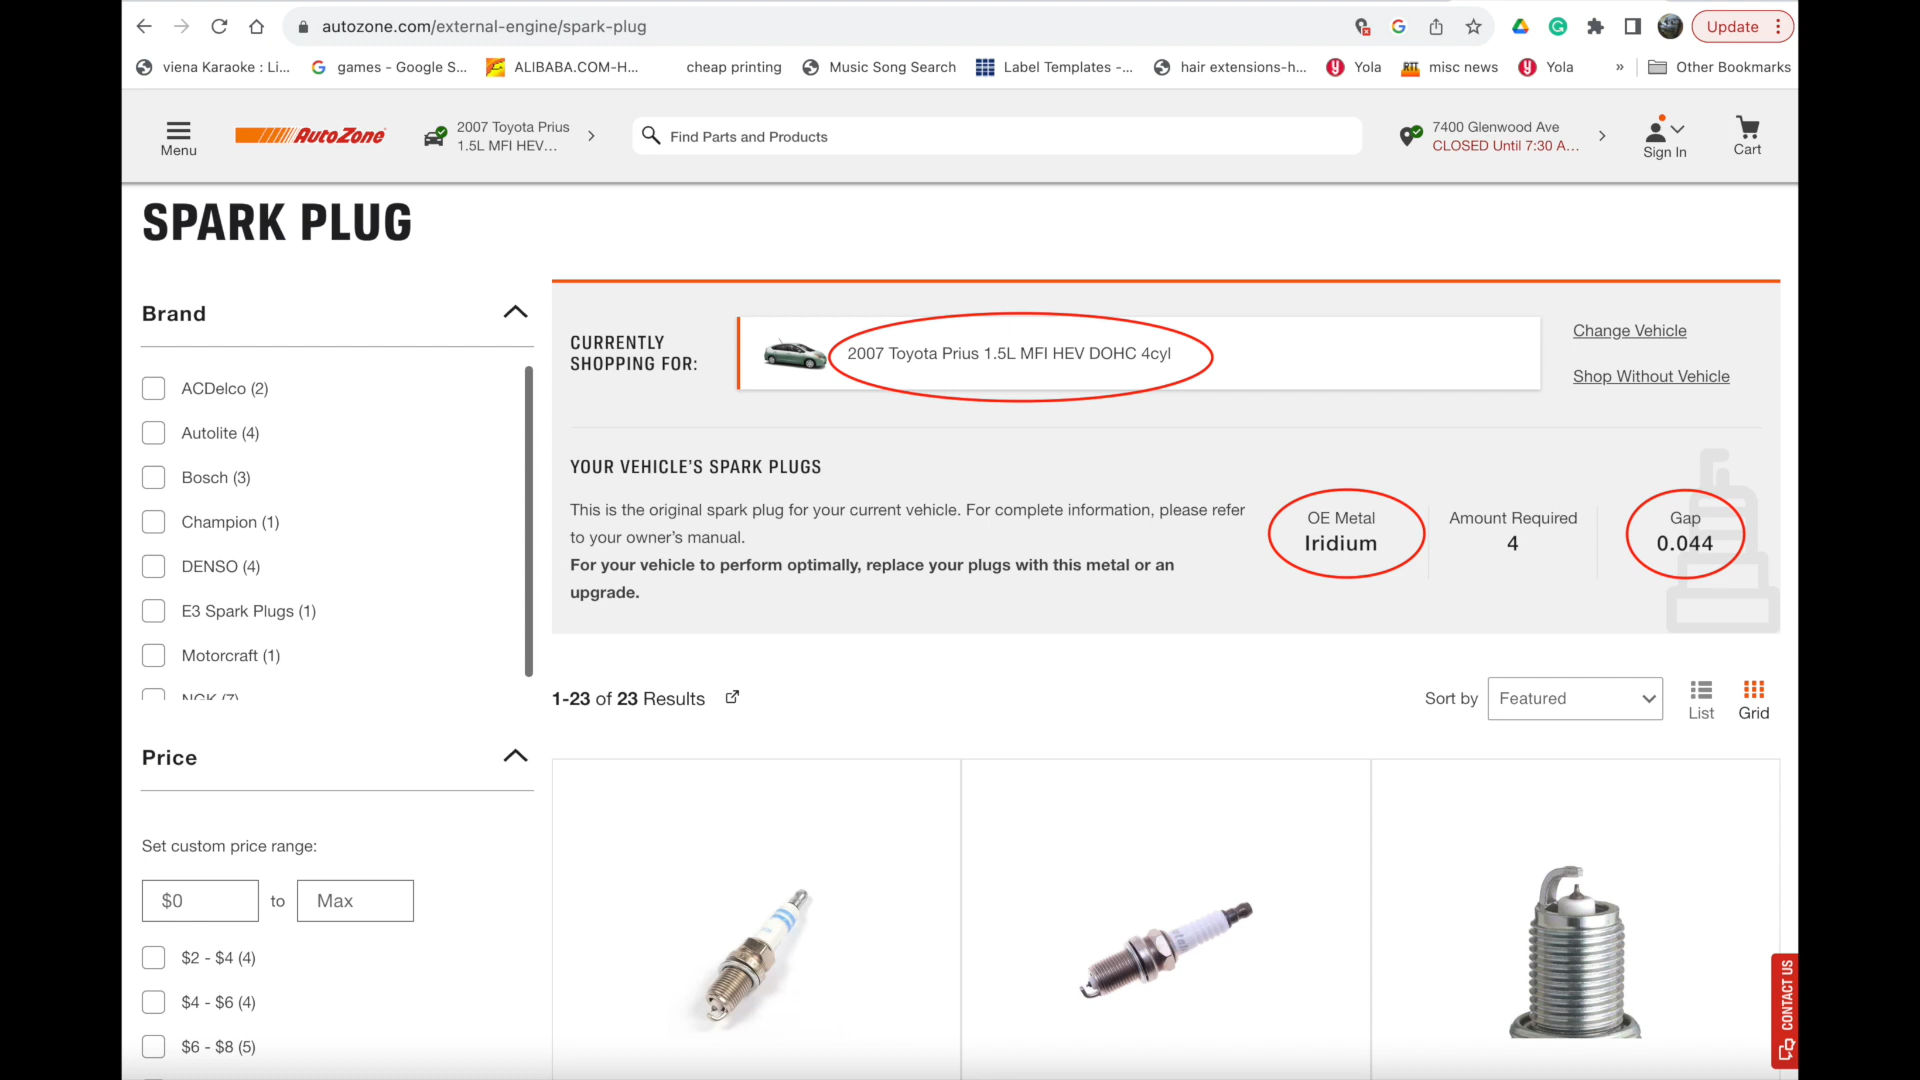 autozone.com/external-engine/spark-plug
Update
viena Karaoke : Li...
games - Google S...
ALIBABA.COM-H...
cheap printing
Music Song Search
Label Templates -...
hair extensions-h...
Yola
RTT
misc news
Yola
»
Other Bookmarks
Menu
AutoZone
2007 Toyota Prius
1.5L MFI HEV...
Find Parts and Products
7400 Glenwood Ave
CLOSED Until 7:30 A...
Sign In
Cart
SPARK PLUG
Brand
ACDelco (2)
Autolite (4)
Bosch (3)
Champion (1)
DENSO (4)
E3 Spark Plugs (1)
Motorcraft (1)
NGK (7)
Price
Set custom price range:
$0 to Max
$2 - $4 (4)
$4 - $6 (4)
$6 - $8 (5)
CURRENTLY
SHOPPING FOR:
2007 Toyota Prius 1.5L MFI HEV DOHC 4cyl
Change Vehicle
Shop Without Vehicle
YOUR VEHICLE'S SPARK PLUGS
This is the original spark plug for your current vehicle. For complete information, please refer
to your owner's manual.
For your vehicle to perform optimally, replace your plugs with this metal or an
upgrade.
OE Metal
Iridium
Amount Required
4
Gap
0.044
1-23 of 23 Results
Sort by
Featured
List
Grid
CONTACT US